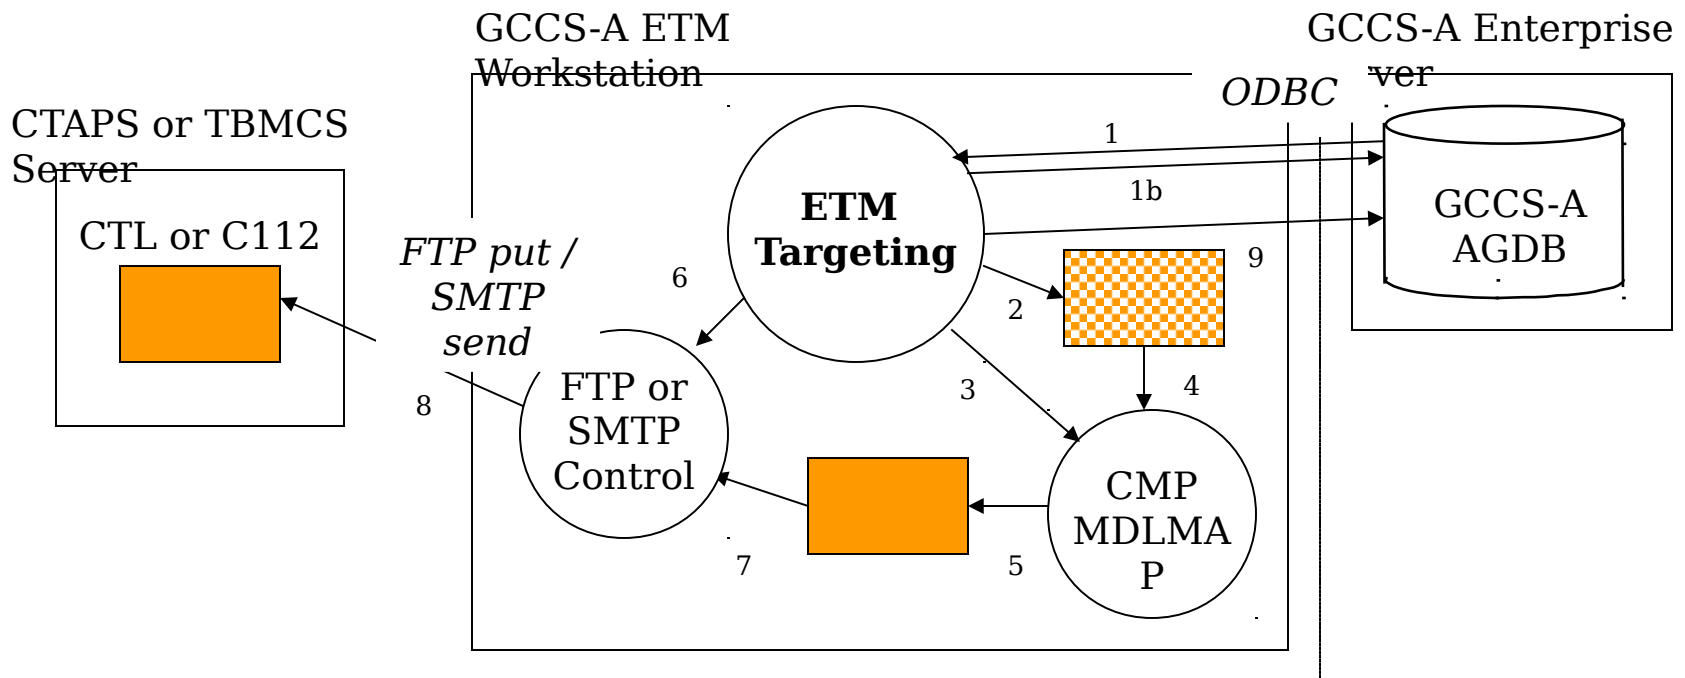 GCCS-A ETM
Workstation
GCCS-A Enterprise
ver
ODBC
CTAPS or TBMCS
Server
CTL or C112
FTP put /
SMTP
send
ETM
Targeting
1
1b
GCCS-A
AGDB
9
6
2
3
4
8
FTP or
SMTP
Control
CMP
MDLMA
P
7
5